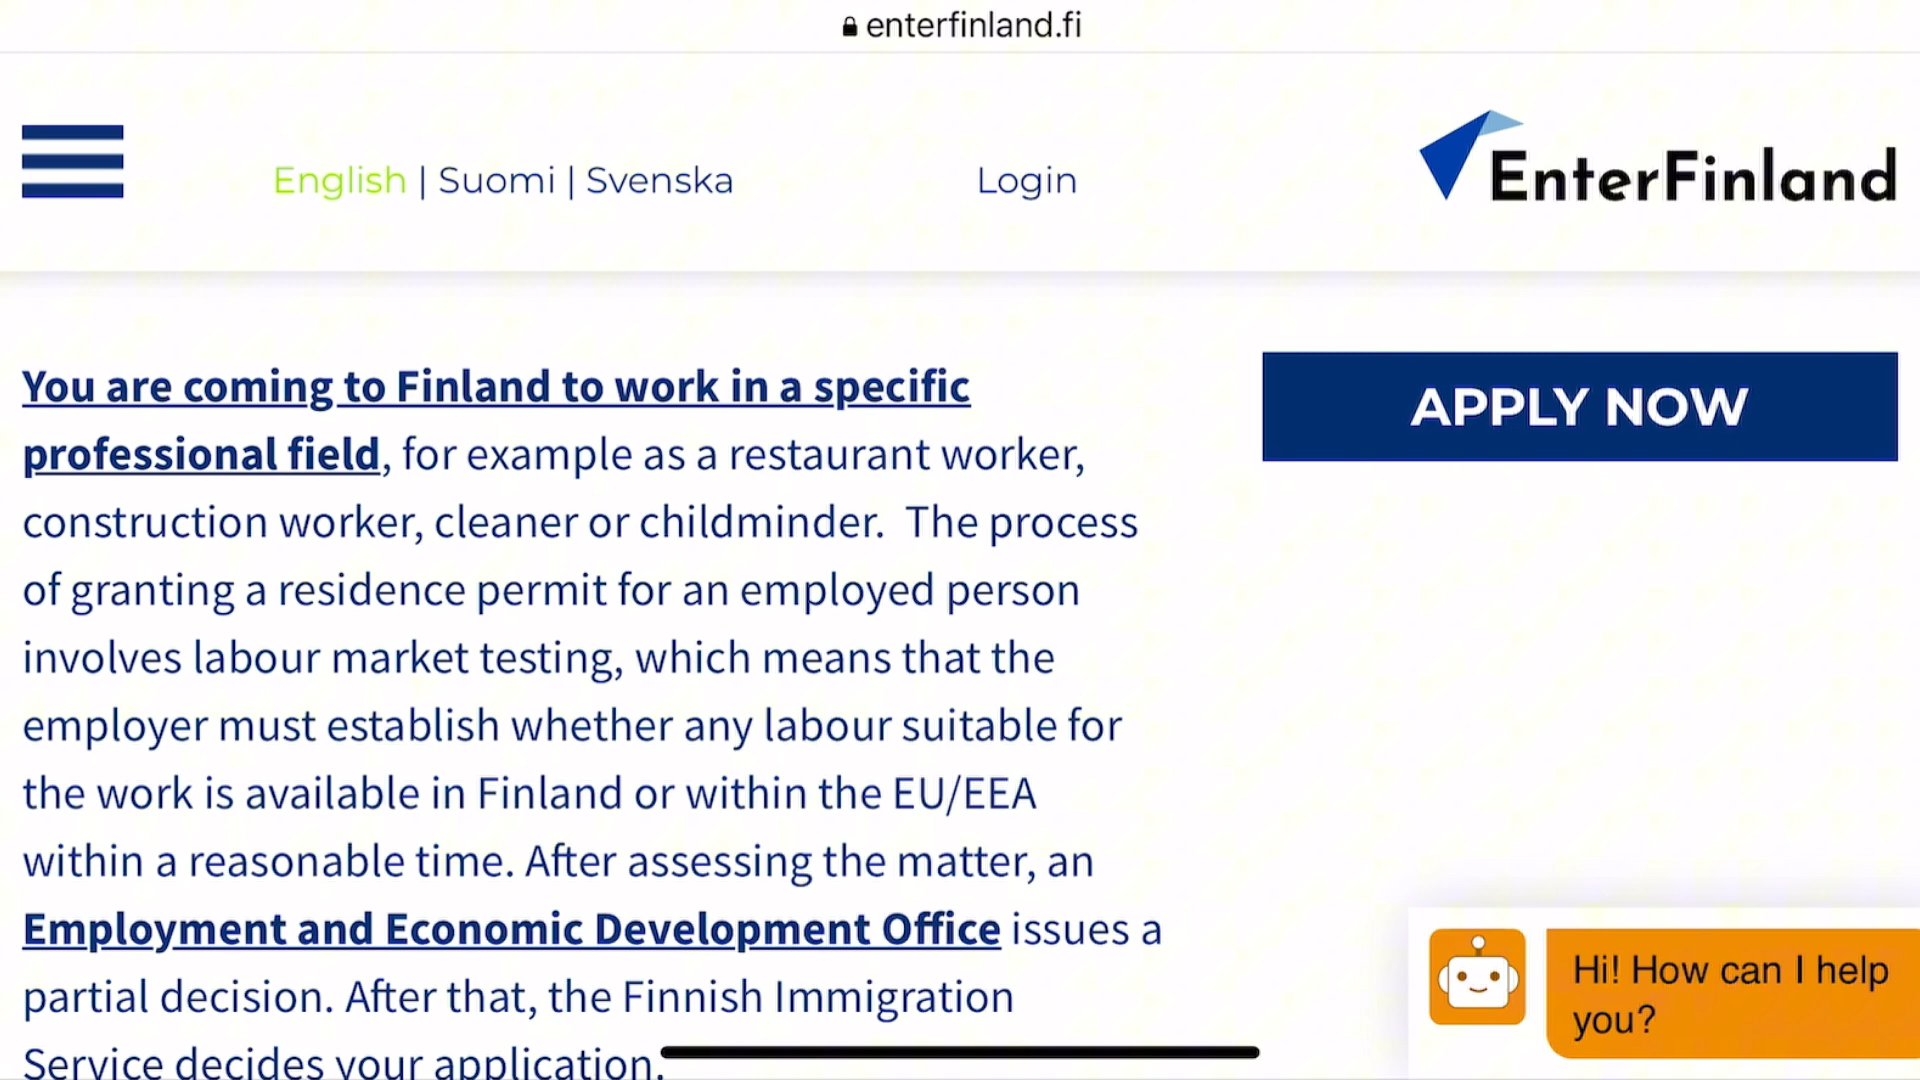 enterfinland.fi
English | Suomi | Svenska
Login
EnterFinland
You are coming to Finland to work in a specific
professional field, for example as a restaurant worker,
construction worker, cleaner or childminder.  The process
of granting a residence permit for an employed person
involves labour market testing, which means that the
employer must establish whether any labour suitable for
the work is available in Finland or within the EU/EEA
within a reasonable time. After assessing the matter, an
Employment and Economic Development Office issues a
partial decision. After that, the Finnish Immigration
Service decides your application.
APPLY NOW
Hi! How can I help
you?